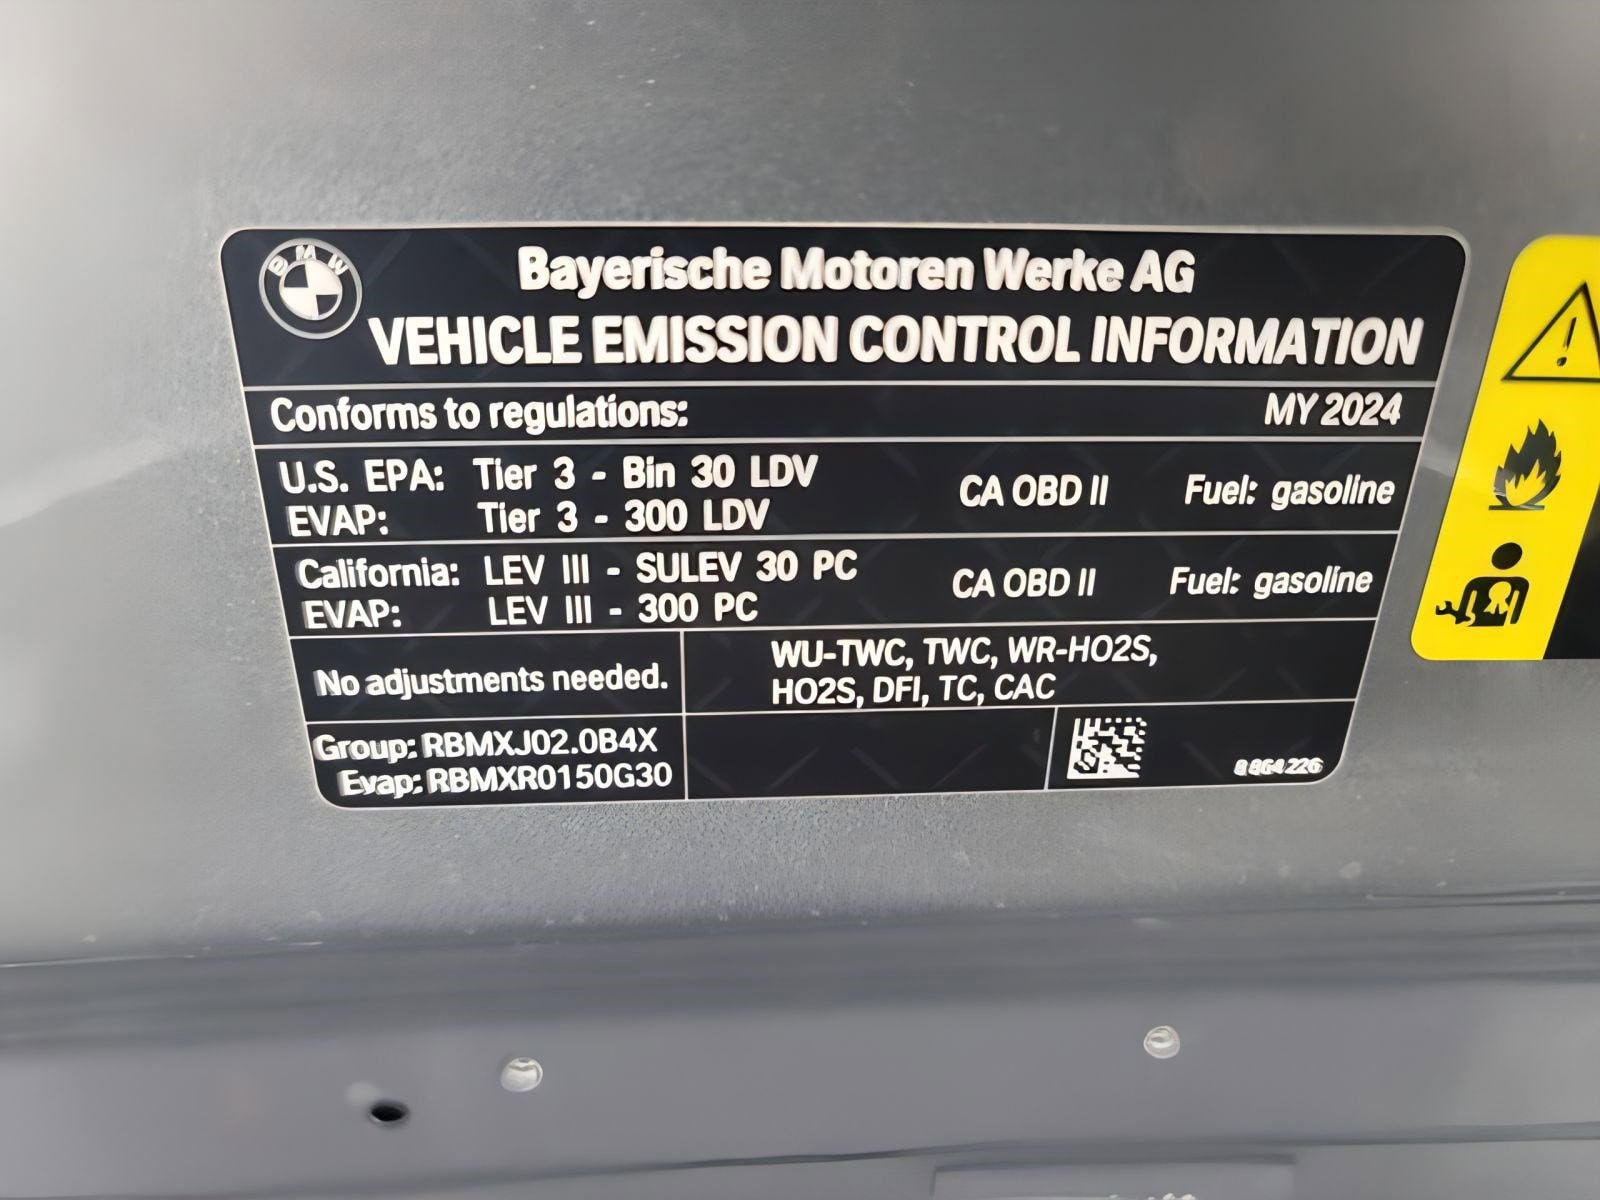 BMW
Bayerische Motoren Werke AG
VEHICLE EMISSION CONTROL INFORMATION
Conforms to regulations: MY 2024
U.S. EPA: Tier 3 - Bin 30 LDV CA OBD II Fuel: gasoline
EVAP: Tier 3 - 300 LDV
California: LEV III - SULEV 30 PC CA OBD II Fuel: gasoline
EVAP: LEV III - 300 PC
No adjustments needed.
WU-TWC, TWC, WR-HO2S,
HO2S, DFI, TC, CAC
Group: RBMXJ02.0B4X
Evap: RBMXR0150G30
8 864 226